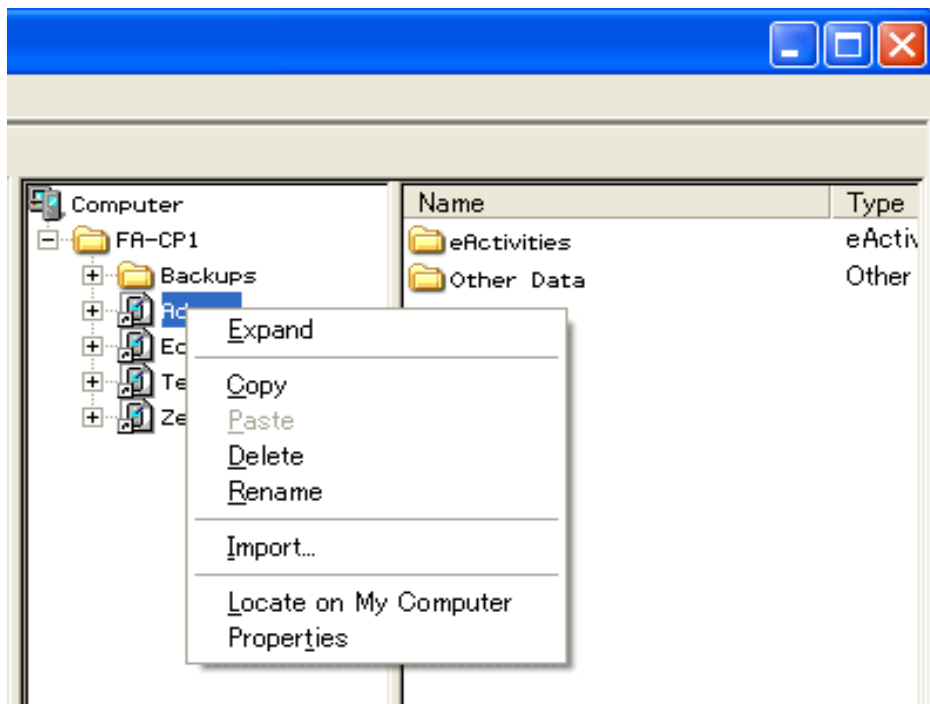 Computer
Name
Type
FA-CP1
eActivities
Backups
Other Data
Other
Expand
Copy
Paste
Delete
Rename
Import...
Locate on My Computer
Properties